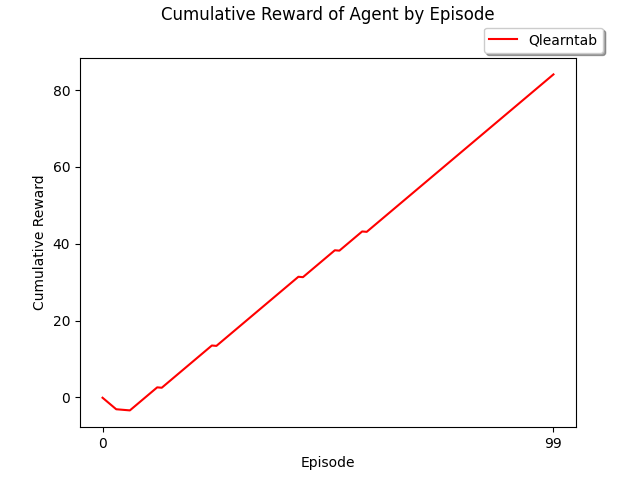 Cumulative Reward of Agent by Episode
Qlearntab
80
60
40
20
0
Cumulative Reward
0 99
Episode